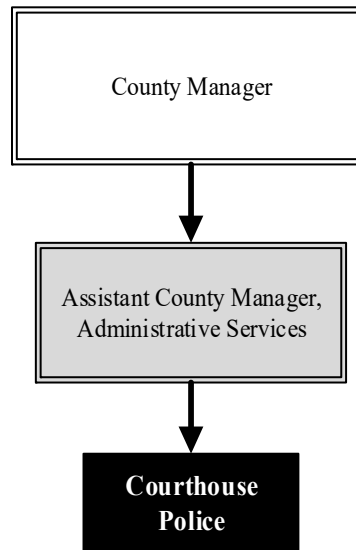 County Manager
Assistant County Manager,
Administrative Services
Courthouse
Police